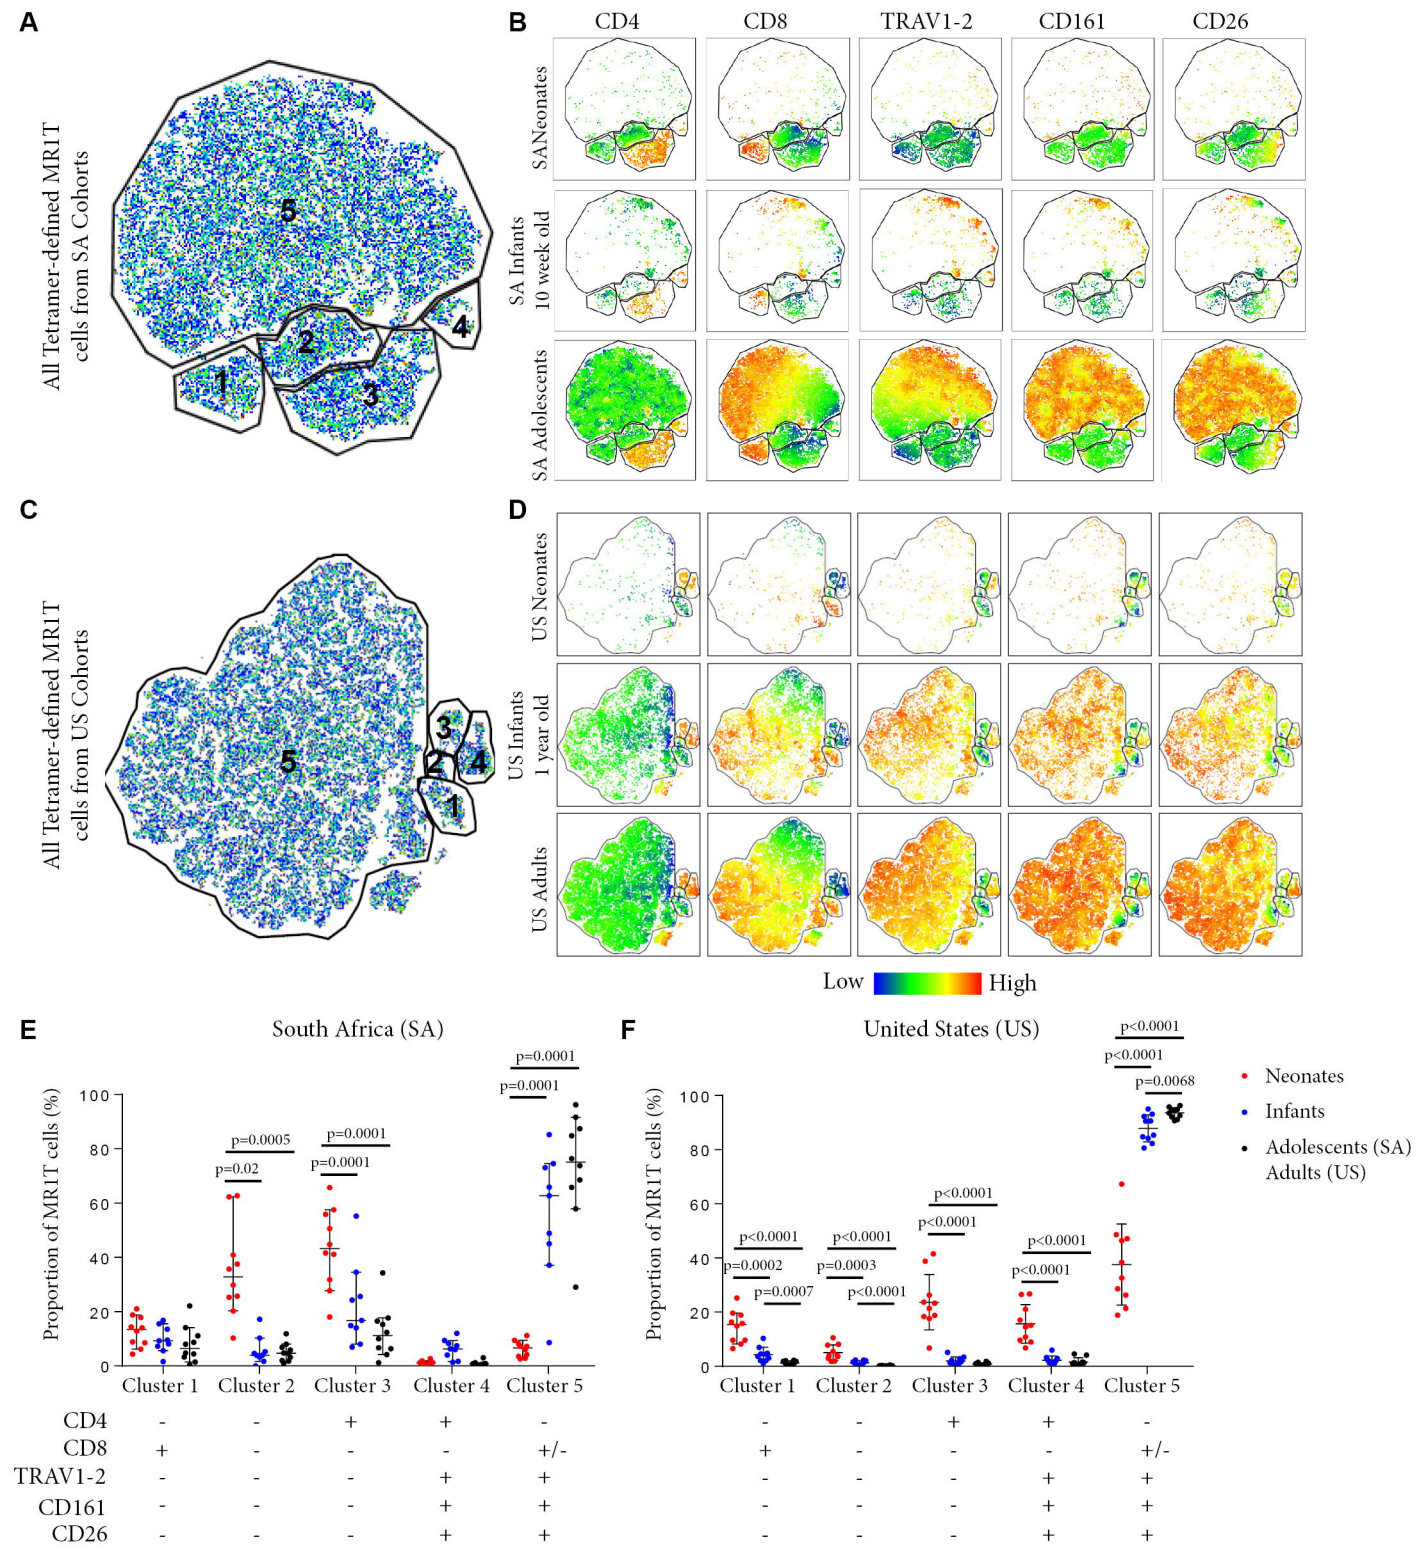 A
All Tetramer-defined MR1T
cells from SA Cohorts
5
2
4
1
3
B
CD4 CD8 TRAV1-2 CD161 CD26
SANeonates
SA Infants
10 week old
SA Adolescents
C
All Tetramer-defined MR1T
cells from US Cohorts
5
3
2 4
1
D
US Neonates
US Infants
1 year old
US Adults
Low High
E
South Africa (SA)
Proportion of MR1T cells (%)
100
80
60
40
20
0
p=0.02
p=0.0005
p=0.0001
p=0.0001
p=0.0001
p=0.0001
Cluster 1 Cluster 2 Cluster 3 Cluster 4 Cluster 5
CD4 - - + + -
CD8 + - - - +/-
TRAV1-2 - - - + +
CD161 - - - + +
CD26 - - - + +
F
United States (US)
Proportion of MR1T cells (%)
100
80
60
40
20
0
p<0.0001
p=0.0002
p=0.0007
p<0.0001
p=0.0003
p<0.0001
p<0.0001
p<0.0001
p<0.0001
p<0.0001
p<0.0001
p<0.0001
p=0.0068
Cluster 1 Cluster 2 Cluster 3 Cluster 4 Cluster 5
- - + + -
+ - - - +/-
- - - + +
- - - + +
- - - + +
Neonates
Infants
Adolescents (SA)
Adults (US)